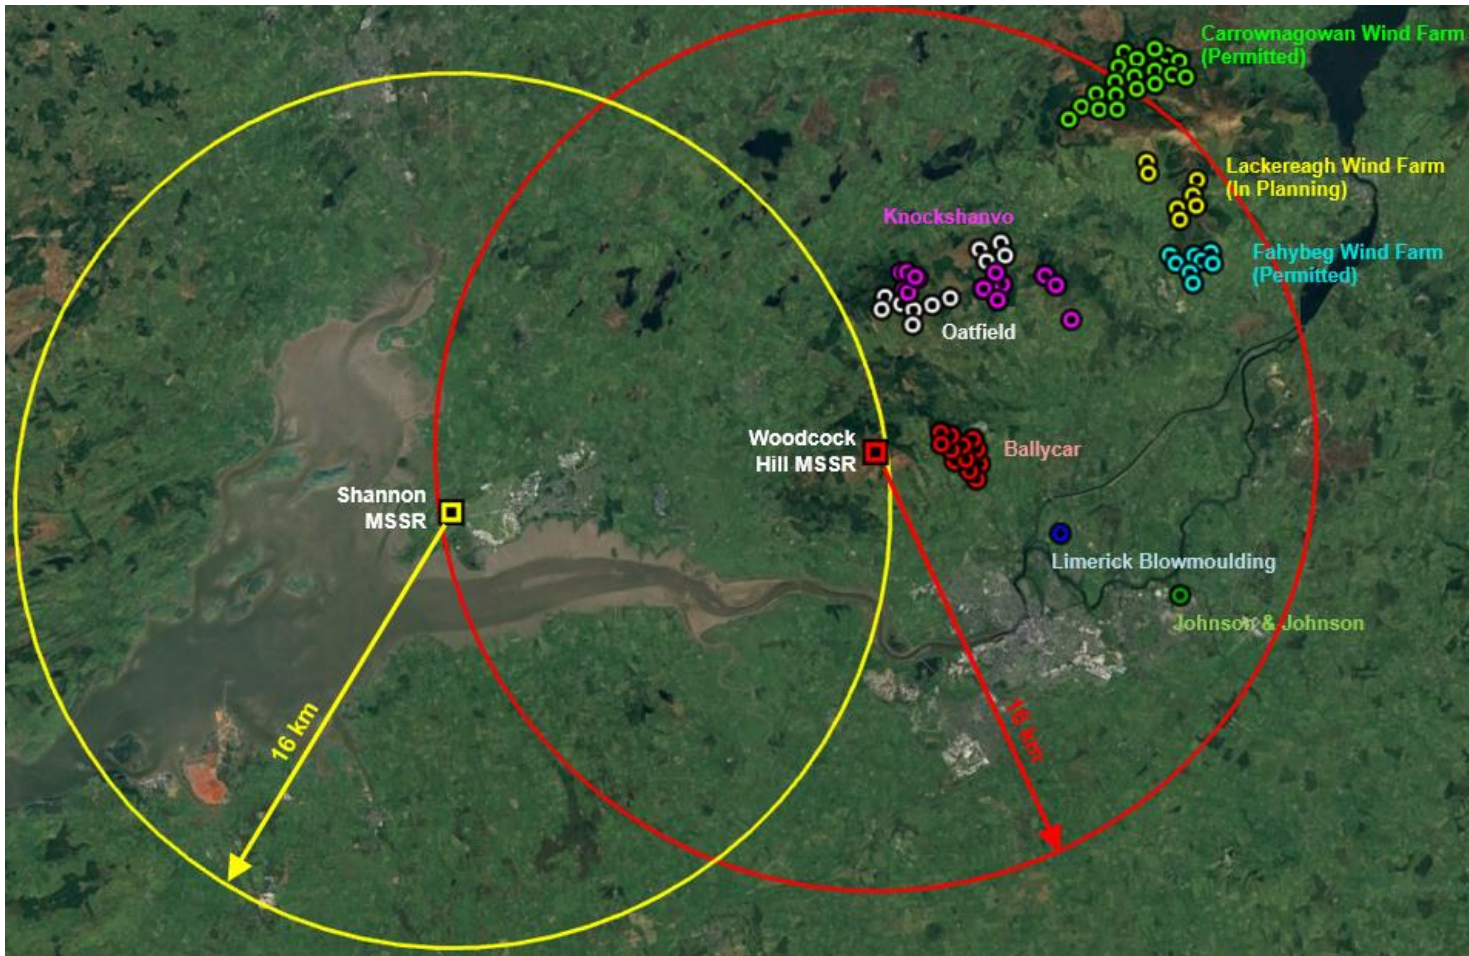 Carrownagowan Wind Farm
(Permitted)
Lackereagh Wind Farm
(In Planning)
Knockshanvo
Fahybeg Wind Farm
(Permitted)
Oatfield
Woodcock
Hill MSSR
Ballycar
Shannon
MSSR
Limerick Blowmoulding
Johnson & Johnson
16 km
16 km